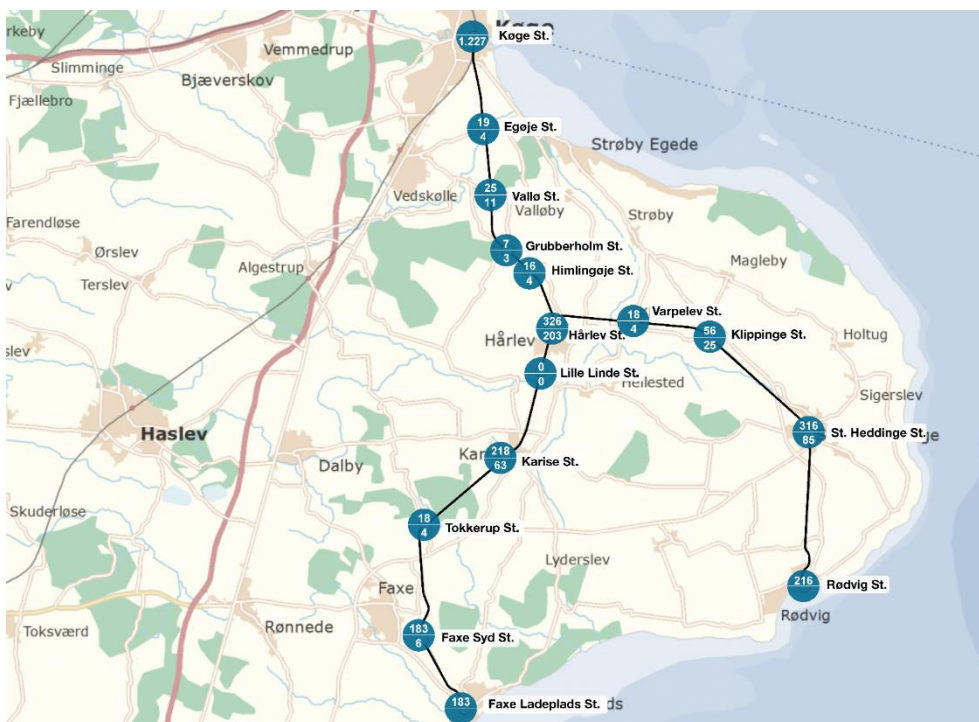 Køge
Køge St.
1.227
Vemmedrup
Slimminge
Bjæverskov
Fjællebro
19
4
Egøje St.
Strøby Egede
Vedskølle
25
11
Vallø St.
Valløby
Strøby
Farendløse
Ørslev
7
3
Grubberholm St.
Algestrup
16
4
Himlingøje St.
Magleby
Terslev
18
4
Varpelev St.
326
203
Hårlev St.
Hårlev
56
25
Klippinge St.
Holtug
0
0
Lille Linde St.
Hellested
Sigerslev
Haslev
316
85
St. Heddinge St.
218
63
Karise St.
Dalby
Skuderløse
18
4
Tokkerup St.
Lyderslev
Faxe
216
Rødvig St.
Rødvig
Toksværd
Rønnede
183
6
Faxe Syd St.
183
Faxe Ladeplads St.